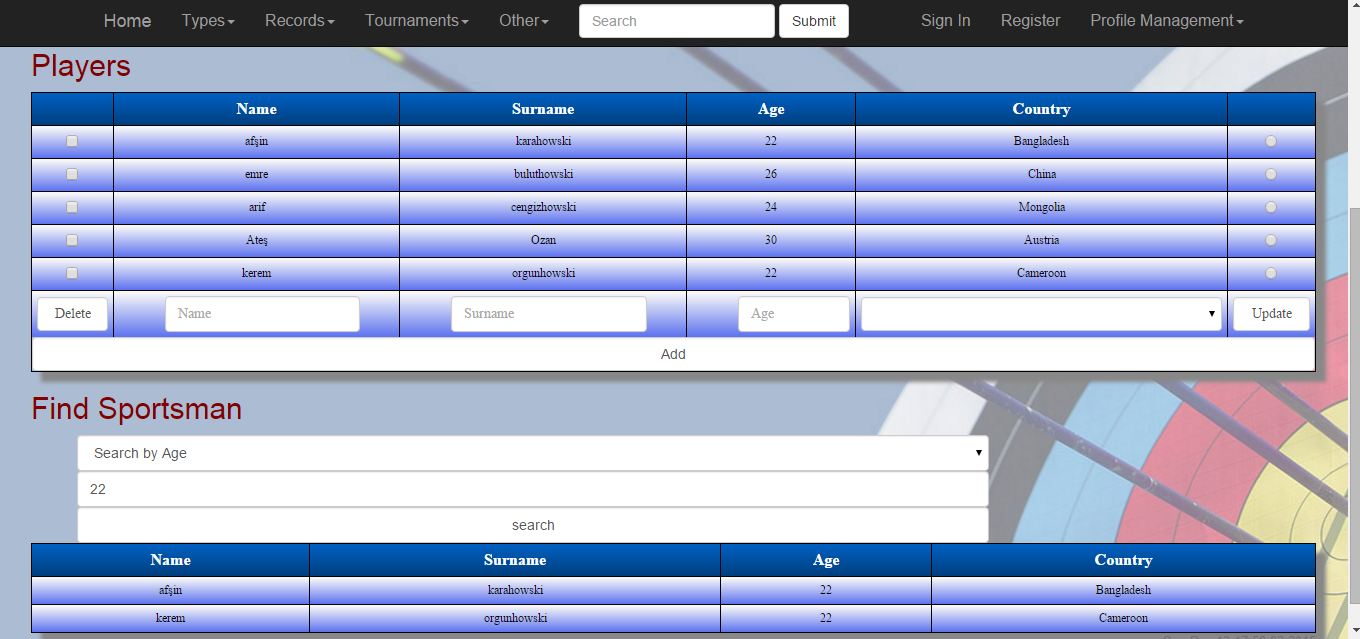 Home Types Records Tournaments Other Search Submit Sign In Register Profile Management
Players
Name Surname Age Country
afşin karahowski 22 Bangladesh
emre buluthowski 26 China
arif cengizhowski 24 Mongolia
Ateş Ozan 30 Austria
kerem orgunhowski 22 Cameroon
Delete Name Surname Age Update
Add
Find Sportsman
Search by Age
22
search
Name Surname Age Country
afşin karahowski 22 Bangladesh
kerem orgunhowski 22 Cameroon